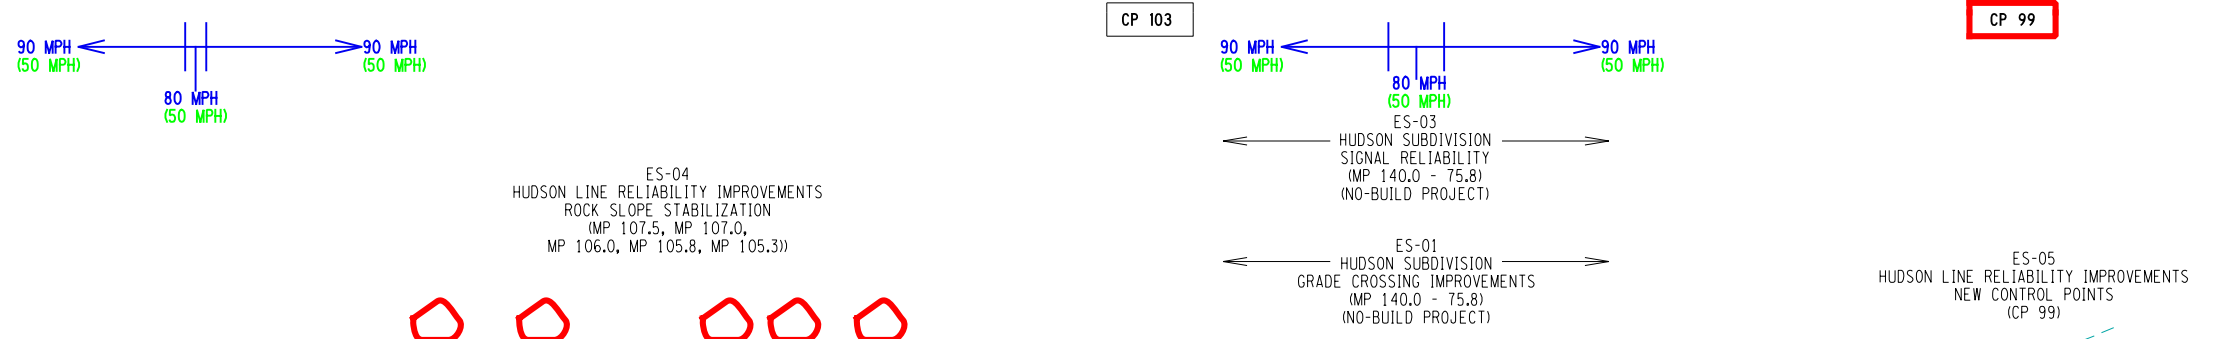 CP 103
CP 99
90 MPH
(50 MPH)
90 MPH
(50 MPH)
80 MPH
(50 MPH)
90 MPH
(50 MPH)
90 MPH
(50 MPH)
80 MPH
(50 MPH)
ES-03
HUDSON SUBDIVISION
SIGNAL RELIABILITY
(MP 140.0 - 75.8)
(NO-BUILD PROJECT)
ES-04
HUDSON LINE RELIABILITY IMPROVEMENTS
ROCK SLOPE STABILIZATION
(MP 107.5, MP 107.0,
MP 106.0, MP 105.8, MP 105.3))
ES-01
HUDSON SUBDIVISION
GRADE CROSSING IMPROVEMENTS
(MP 140.0 - 75.8)
(NO-BUILD PROJECT)
ES-05
HUDSON LINE RELIABILITY IMPROVEMENTS
NEW CONTROL POINTS
(CP 99)